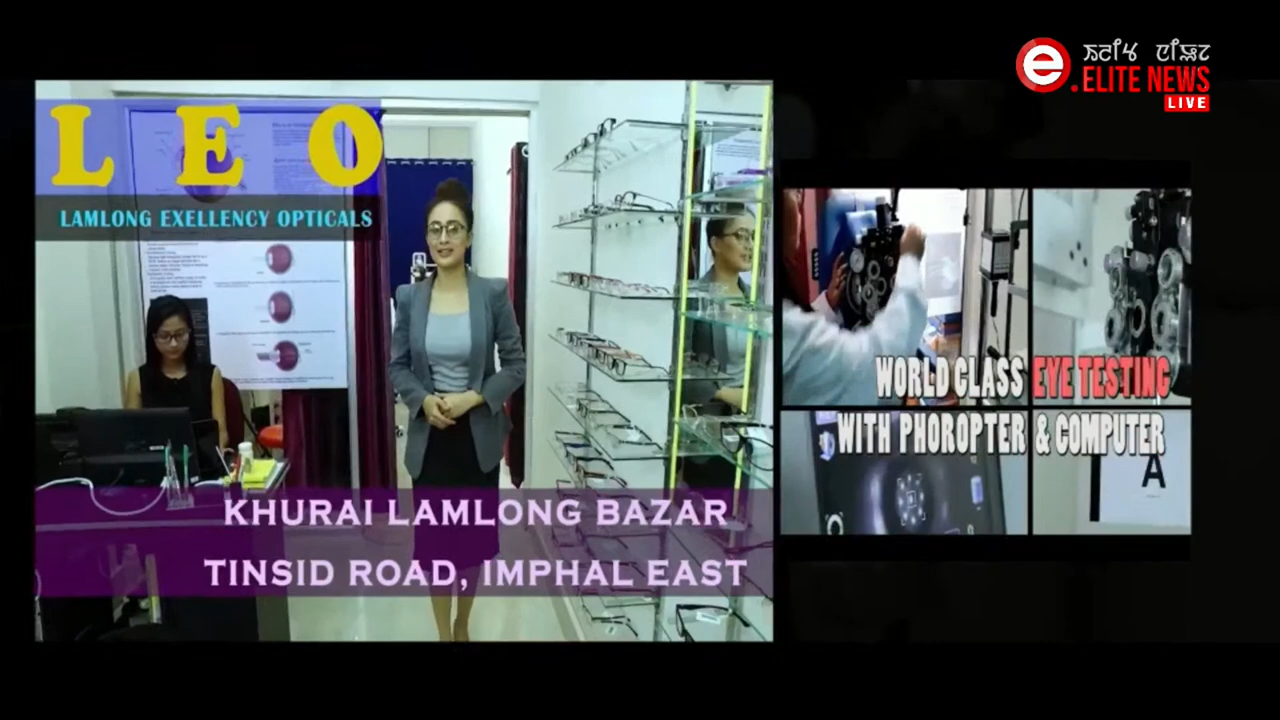 LEO
LAMLONG EXELLENCY OPTICALS
KHURAI LAMLONG BAZAR
TINSID ROAD, IMPHAL EAST
e.
ELITE NEWS
LIVE
WORLD CLASS EYE TESTING
WITH PHOROPTER & COMPUTER
A